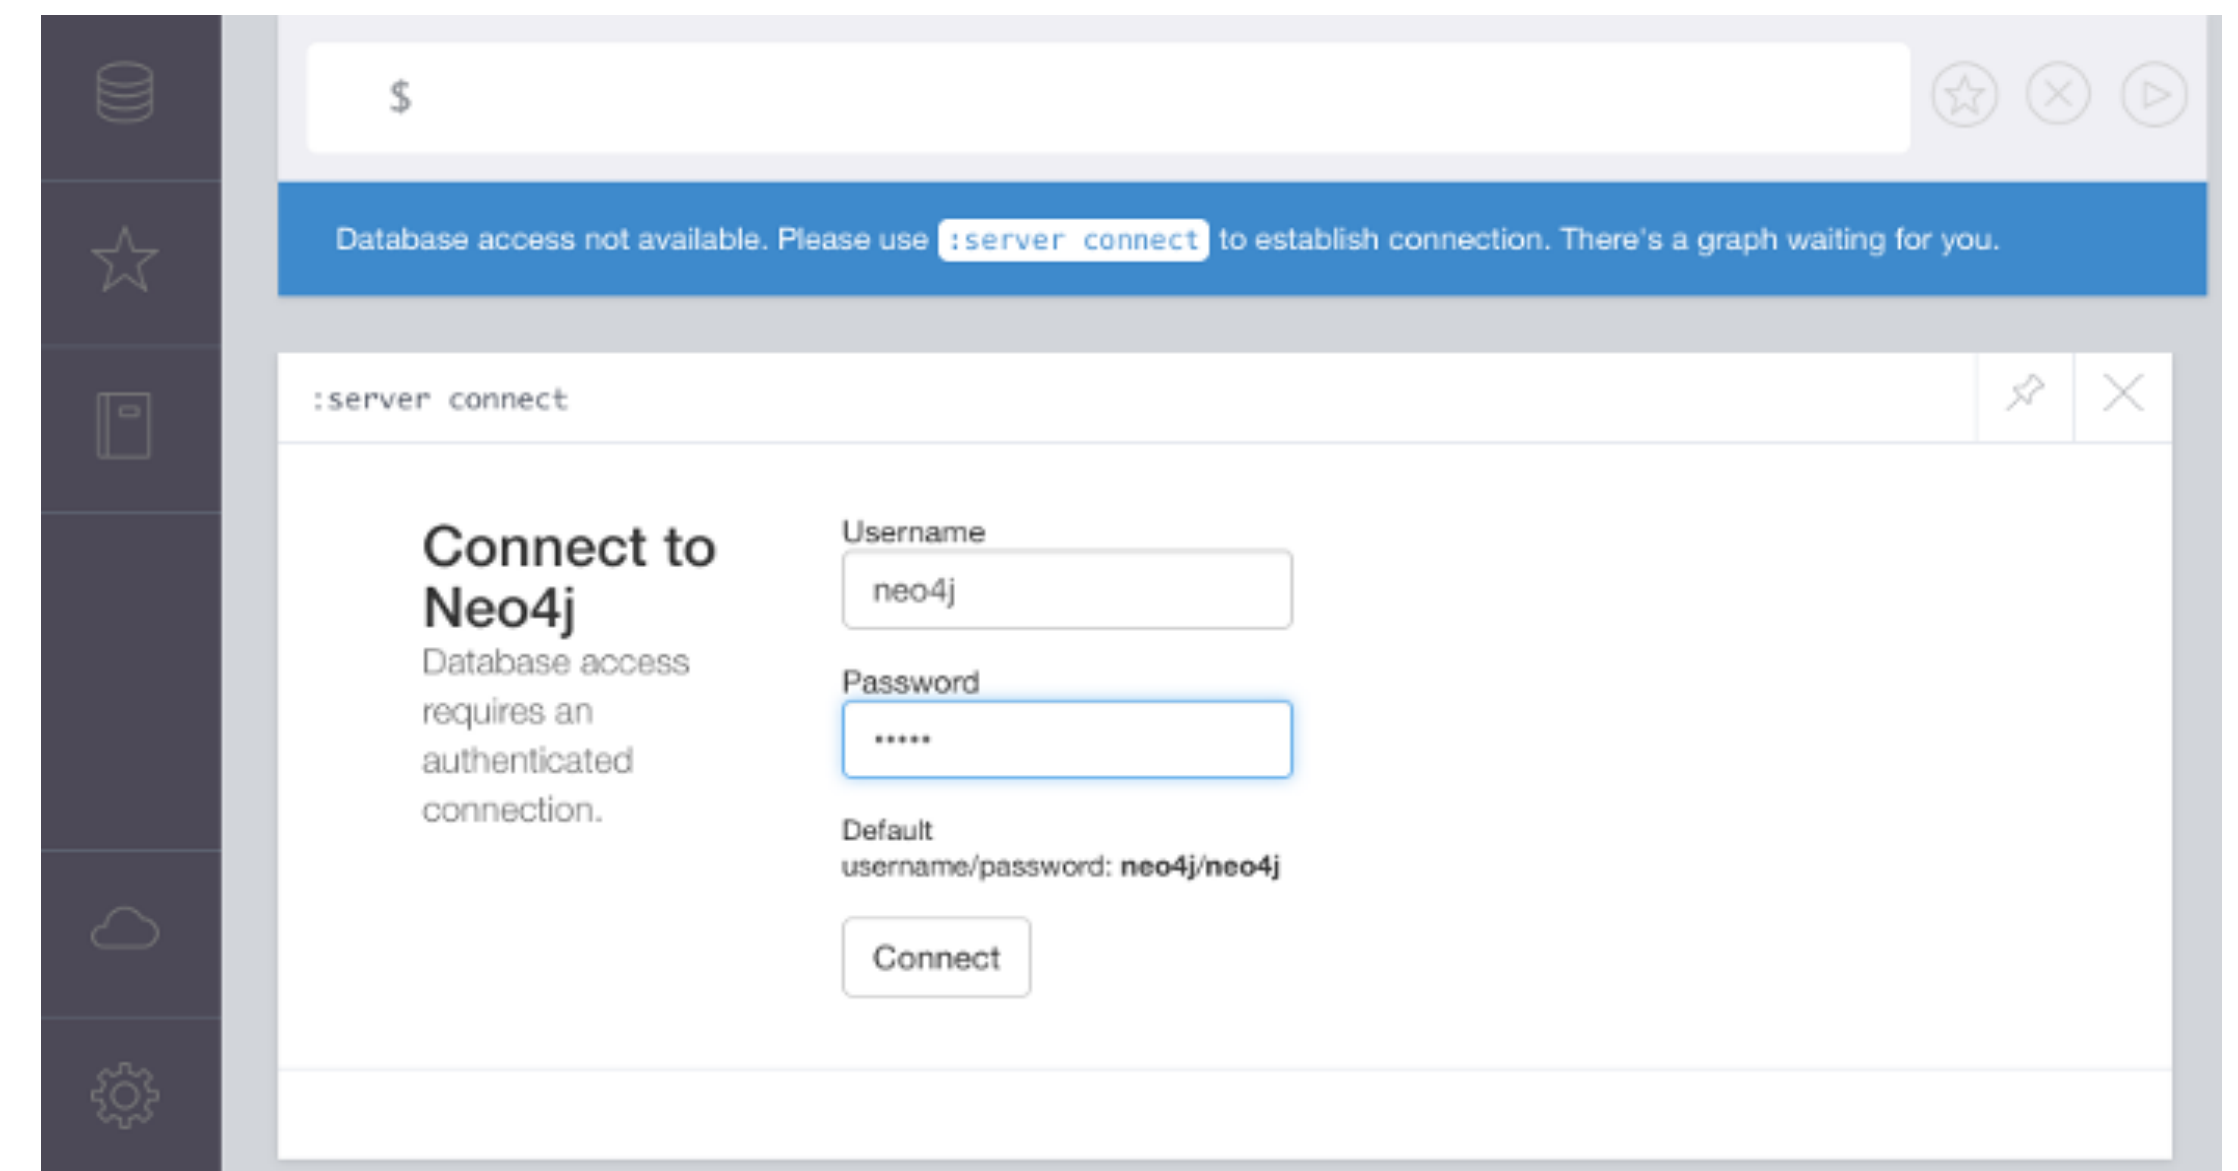 $
Database access not available. Please use :server connect to establish connection. There's a graph waiting for you.
:server connect
Connect to
Neo4j
Database access
requires an
authenticated
connection.
Username
neo4j
Password
•••••
Default
username/password: neo4j/neo4j
Connect